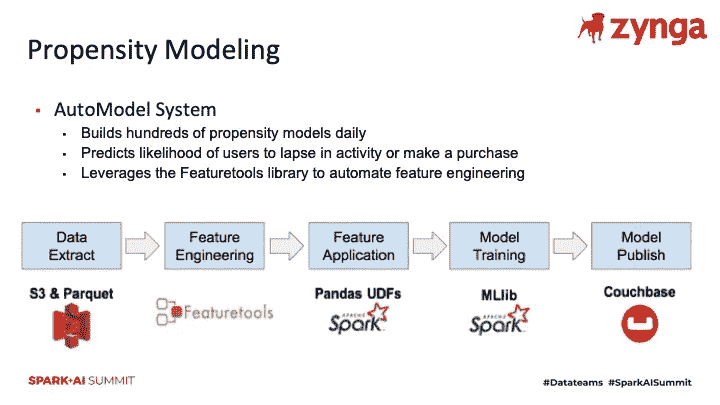 zynga
Propensity Modeling
AutoModel System
Builds hundreds of propensity models daily
Predicts likelihood of users to lapse in activity or make a purchase
Leverages the Featuretools library to automate feature engineering
Data
Extract
Feature
Engineering
Feature
Application
Model
Training
Model
Publish
S3 & Parquet
Featuretools
Pandas UDFs
APACHE
Spark
MLlib
APACHE
Spark
Couchbase
SPARK+AI SUMMIT
#Datateams #SparkAISummit